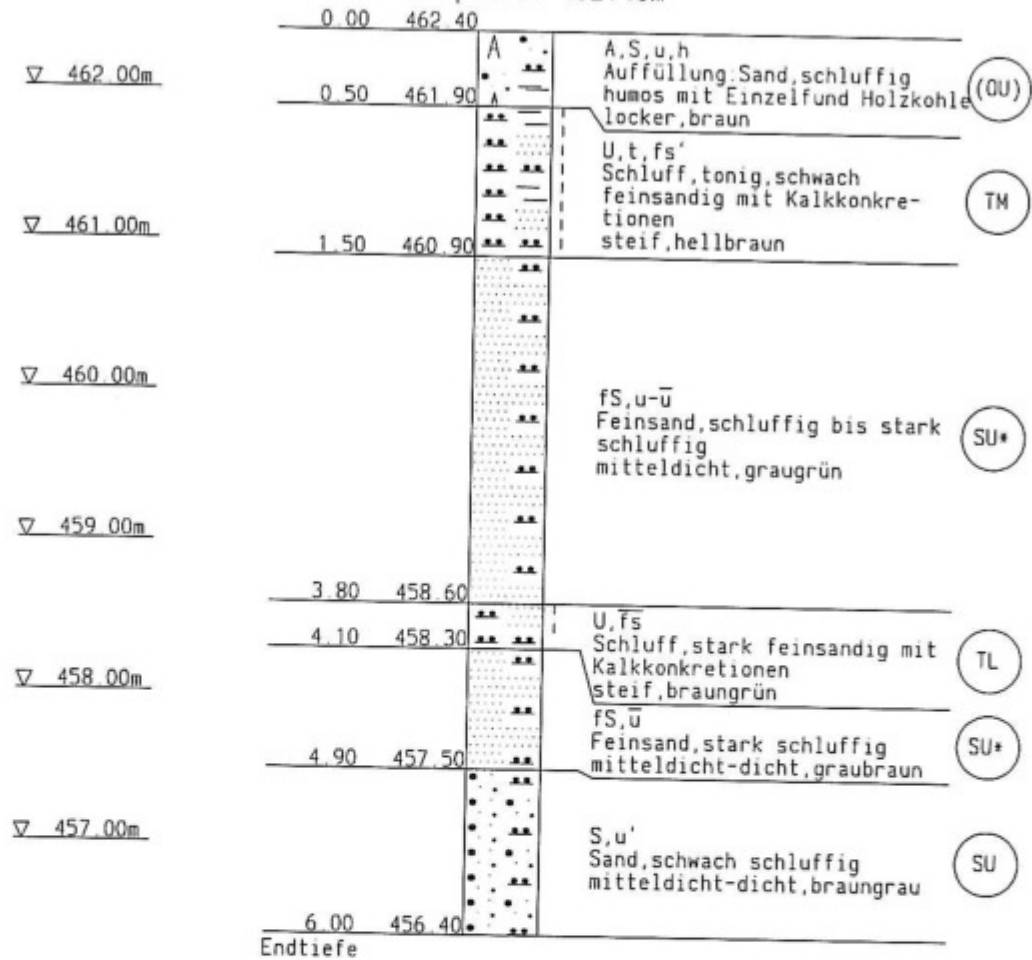 0.00 462.40
▽ 462.00m
A,S,u,h
Auffüllung:Sand,schluffig
humos mit Einzelfund Holzkohle
locker,braun
(OU)
A
A
0.50 461.90
U,t,fs'
Schluff,tonig,schwach
feinsandig mit Kalkkonkre-
tionen
steif,hellbraun
TM
▽ 461.00m
1.50 460.90
▽ 460.00m
fS,u-u̅
Feinsand,schluffig bis stark
schluffig
mitteldicht,graugrün
SU*
▽ 459.00m
3.80 458.60
U,f̅s̅
Schluff,stark feinsandig mit
Kalkkonkretionen
steif,braungrün
TL
4.10 458.30
▽ 458.00m
fS,u̅
Feinsand,stark schluffig
mitteldicht-dicht,graubraun
SU*
4.90 457.50
▽ 457.00m
S,u'
Sand,schwach schluffig
mitteldicht-dicht,braungrau
SU
6.00 456.40
Endtiefe